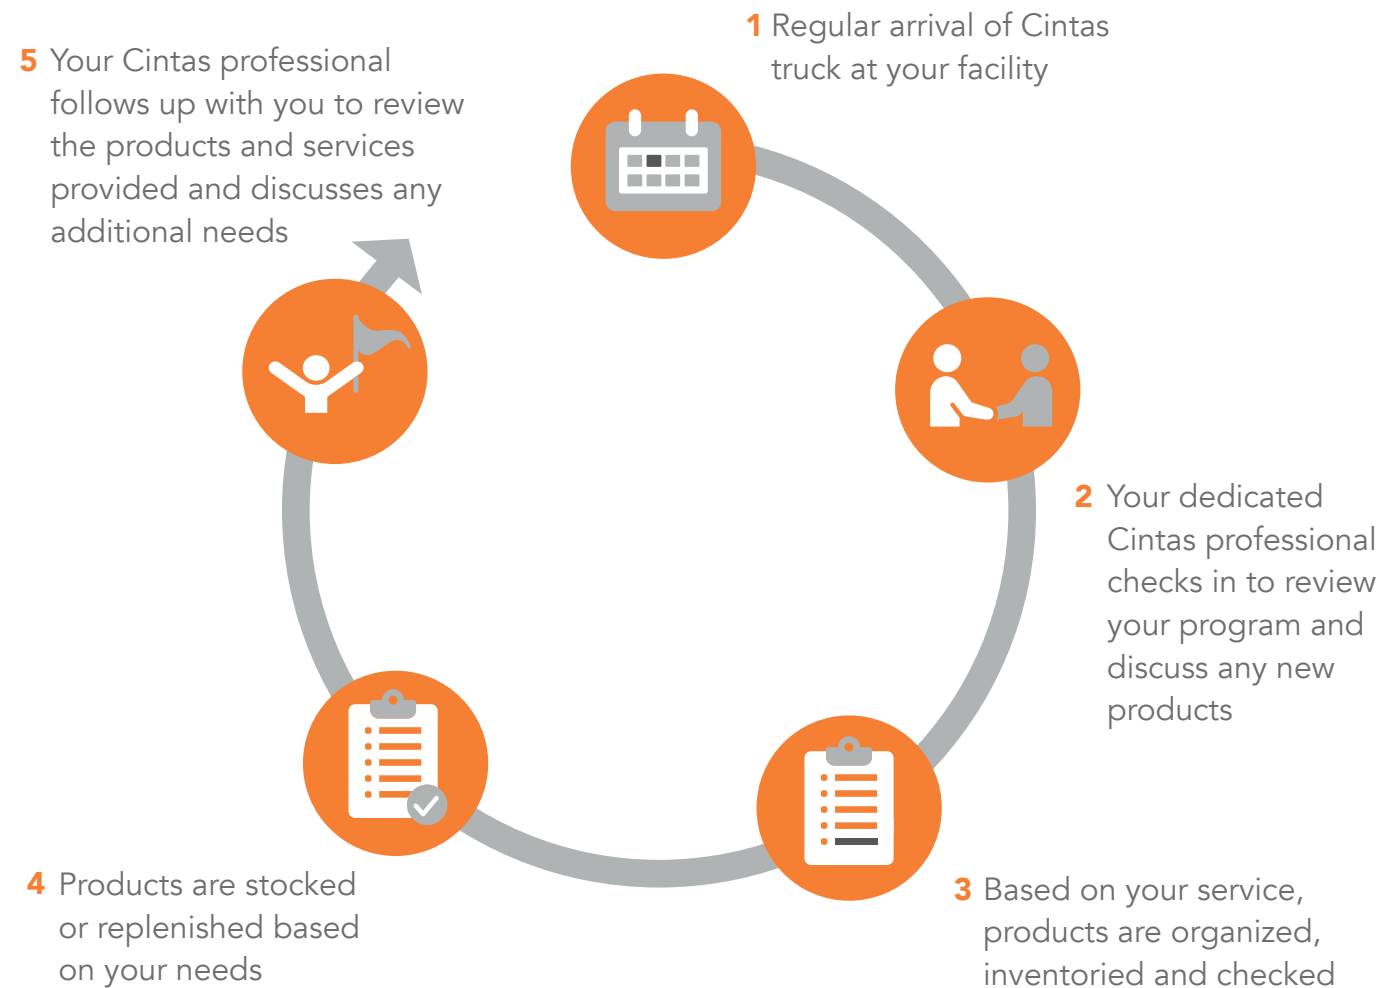 1 Regular arrival of Cintas
truck at your facility
2 Your dedicated
Cintas professional
checks in to review
your program and
discuss any new
products
3 Based on your service,
products are organized,
inventoried and checked
4 Products are stocked
or replenished based
on your needs
5 Your Cintas professional
follows up with you to review
the products and services
provided and discusses any
additional needs